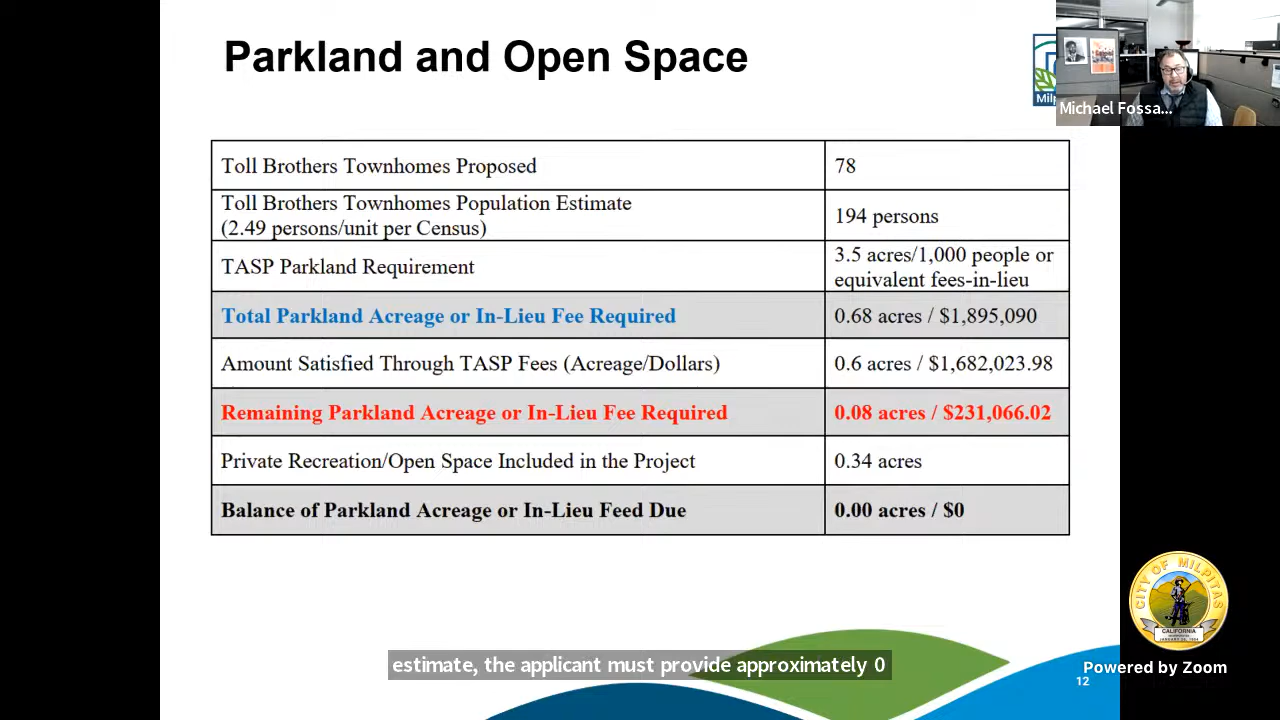 Parkland and Open Space
Milp
Michael Fossa...
Toll Brothers Townhomes Proposed
78
Toll Brothers Townhomes Population Estimate
(2.49 persons/unit per Census)
194 persons
TASP Parkland Requirement
3.5 acres/1,000 people or
equivalent fees-in-lieu
Total Parkland Acreage or In-Lieu Fee Required
0.68 acres / $1,895,090
Amount Satisfied Through TASP Fees (Acreage/Dollars)
0.6 acres / $1,682,023.98
Remaining Parkland Acreage or In-Lieu Fee Required
0.08 acres / $231,066.02
Private Recreation/Open Space Included in the Project
0.34 acres
Balance of Parkland Acreage or In-Lieu Feed Due
0.00 acres / $0
CITY OF MILPITAS
CALIFORNIA
estimate, the applicant must provide approximately 0
Powered by Zoom
12